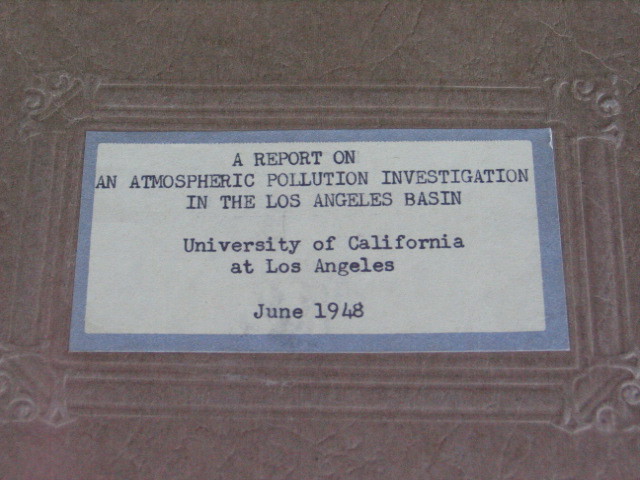 A REPORT ON
AN ATMOSPHERIC POLLUTION INVESTIGATION
IN THE LOS ANGELES BASIN
University of California
at Los Angeles
June 1948